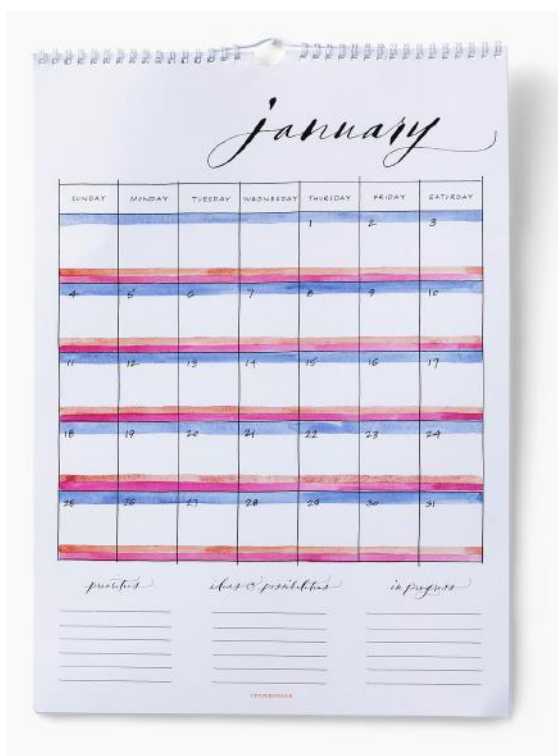 january
SUNDAY MONDAY TUESDAY WEDNESDAY THURSDAY FRIDAY SATURDAY
1 2 3
4 5 6 7 8 9 10
11 12 13 14 15 16 17
18 19 20 21 22 23 24
25 26 27 28 29 30 31
priorities ideas & possibilities in progress